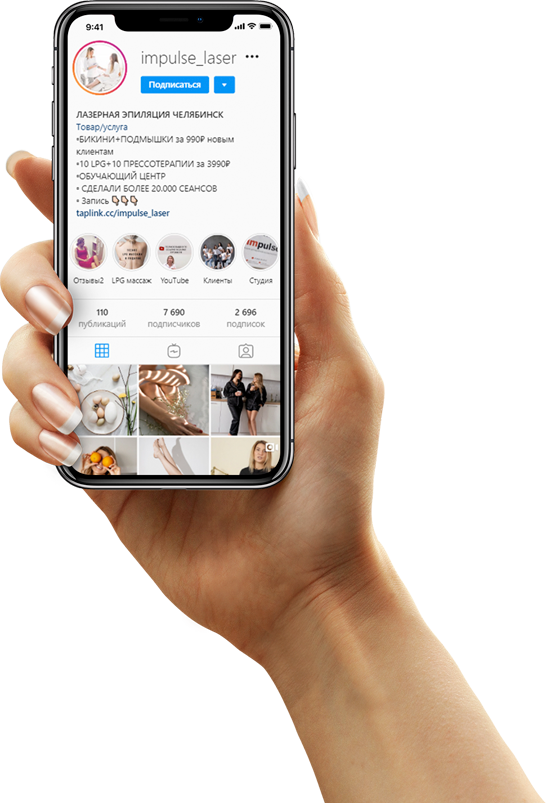 9:41
impulse_laser
Подписаться
ЛАЗЕРНАЯ ЭПИЛЯЦИЯ ЧЕЛЯБИНСК
Товар/услуга
•БИКИНИ+ПОДМЫШКИ за 990₽ новым
клиентам
•10 LPG+10 ПРЕССОТЕРАПИИ за 3990₽
•ОБУЧАЮЩИЙ ЦЕНТР
• СДЕЛАЛИ БОЛЕЕ 20.000 СЕАНСОВ
• Запись 👇🏻👇🏻👇🏻
taplink.cc/impulse_laser
impuls
Отзывы2 LPG массаж YouTube Клиенты Студия
110 7 690 2 696
публикаций подписчиков подписок